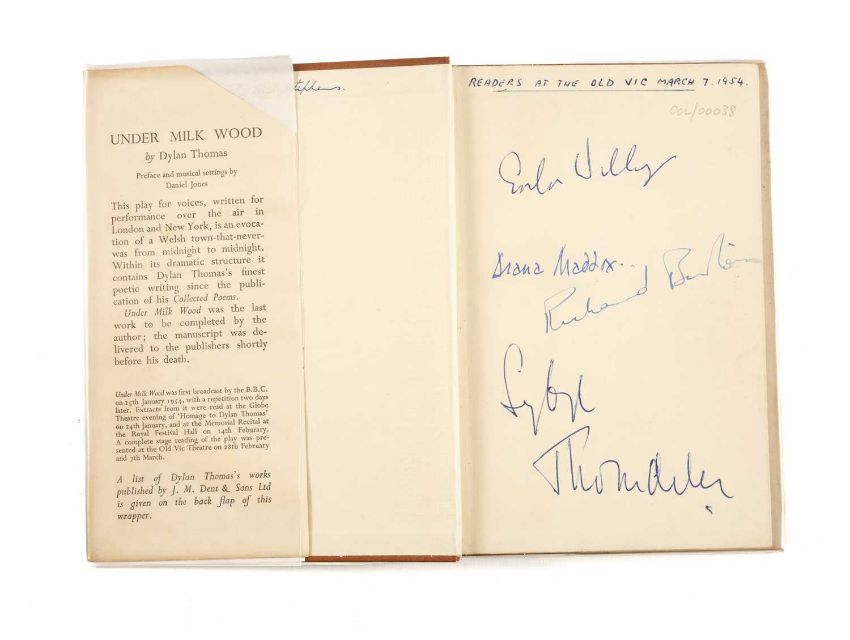 UNDER MILK WOOD
by Dylan Thomas
Preface and musical settings by
Daniel Jones
This play for voices, written for
performance over the air in
London and New York, is an evoca-
tion of a Welsh town-that-never-
was from midnight to midnight.
Within its dramatic structure it
contains Dylan Thomas's finest
poetic writing since the publi-
cation of his Collected Poems.
Under Milk Wood was the last
work to be completed by the
author; the manuscript was de-
livered to the publishers shortly
before his death.
Under Milk Wood was first broadcast by the B.B.C.
on 25th January 1954, with a repetition two days
later. Extracts from it were read at the Globe
Theatre evening of 'Homage to Dylan Thomas'
on 24th January, and at the Memorial Recital at
the Royal Festival Hall on 14th February.
A complete stage reading of the play was pre-
sented at the Old Vic Theatre on 28th February
and 7th March.
A list of Dylan Thomas's works
published by J. M. Dent & Sons Ltd
is given on the back flap of this
wrapper.
Stephens.
READERS AT THE OLD VIC MARCH 7. 1954.
COL/00038
Emlyn Williams
Diana Maddox..
Richard Burton
Sybil
Thorndike